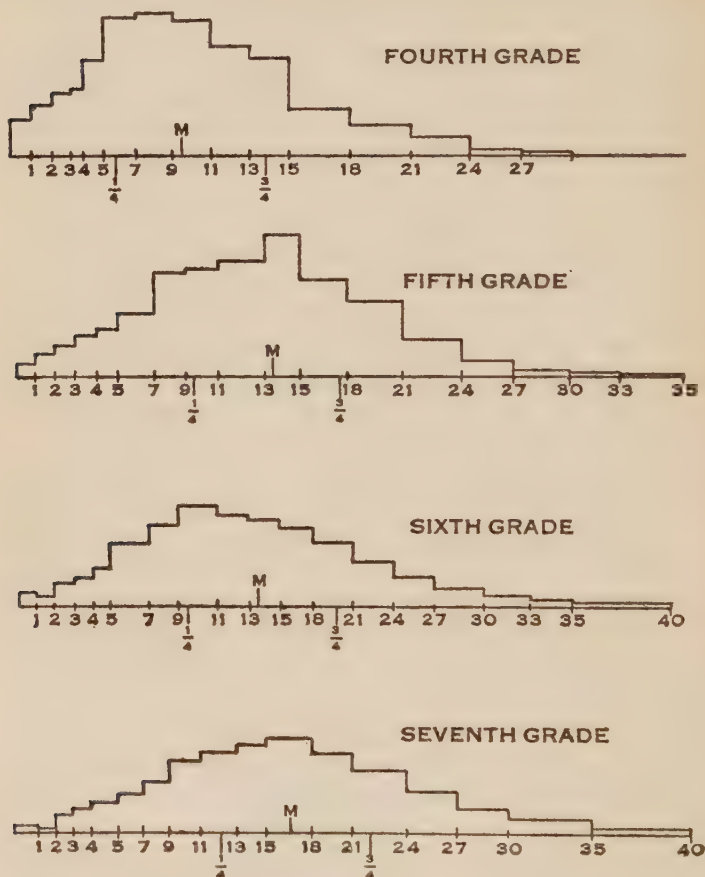 FOURTH GRADE
M
1 2 3 4 5 7 9 11 13 15 18 21 24 27
1/4 3/4
FIFTH GRADE
M
1 2 3 4 5 7 9 11 13 15 18 21 24 27 30 33 35
1/4 3/4
SIXTH GRADE
M
1 2 3 4 5 7 9 11 13 15 18 21 24 27 30 33 35 40
1/4 3/4
SEVENTH GRADE
M
1 2 3 4 5 7 9 11 13 15 18 21 24 27 30 35 40
1/4 3/4